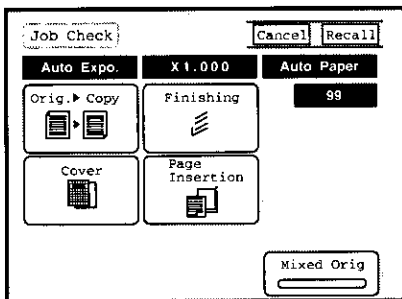 Job Check
Cancel Recall
Auto Expo. X1.000 Auto Paper
Orig.▶Copy Finishing 99
Cover Page
Insertion
Mixed Orig